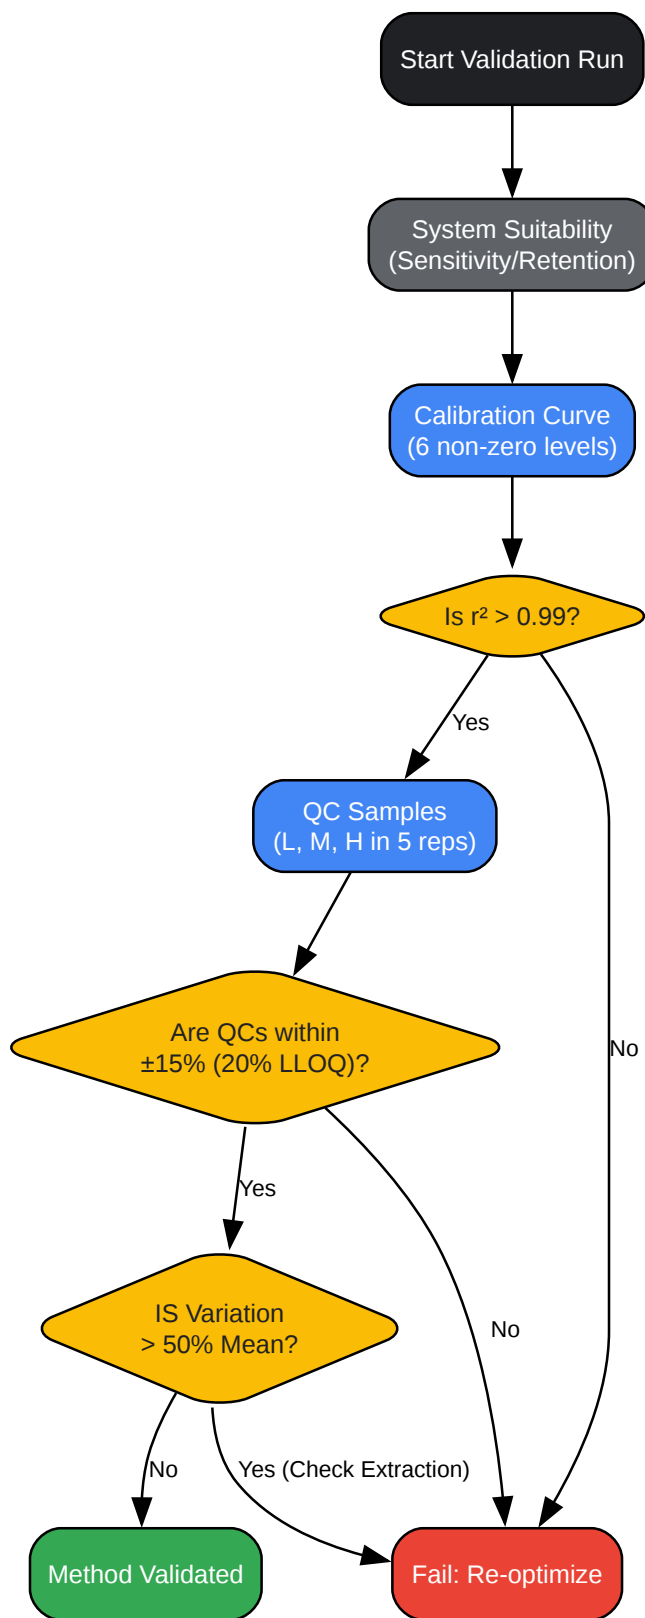 Start Validation Run
System Suitability
(Sensitivity/Retention)
Calibration Curve
(6 non-zero levels)
Is r² > 0.99?
Yes
QC Samples
(L, M, H in 5 reps)
Are QCs within
±15% (20% LLOQ)?
No
Yes
IS Variation
> 50% Mean?
No
No
Yes (Check Extraction)
Method Validated
Fail: Re-optimize